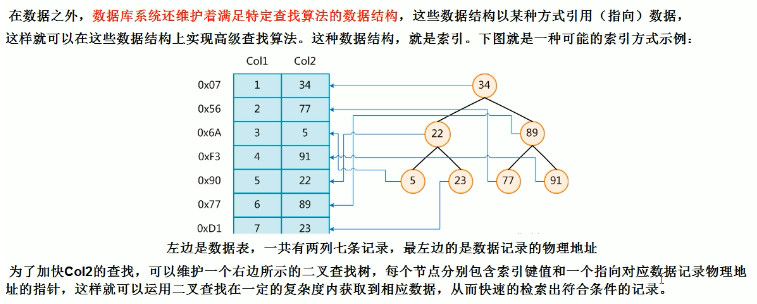 在数据之外，数据库系统还维护着满足特定查找算法的数据结构，这些数据结构以某种方式引用（指向）数据，
这样就可以在这些数据结构上实现高级查找算法。这种数据结构，就是索引。下图就是一种可能的索引方式示例：
Col1 Col2
0x07 1 34
0x56 2 77
0x6A 3 5
0xF3 4 91
0x90 5 22
0x77 6 89
0xD1 7 23
34
22 89
5 23 77 91
左边是数据表，一共有两列七条记录，最左边的是数据记录的物理地址
为了加快Col2的查找，可以维护一个右边所示的二叉查找树，每个节点分别包含索引键值和一个指向对应数据记录物理地
址的指针，这样就可以运用二叉查找在一定的复杂度内获取到相应数据，从而快速的检索出符合条件的记录。